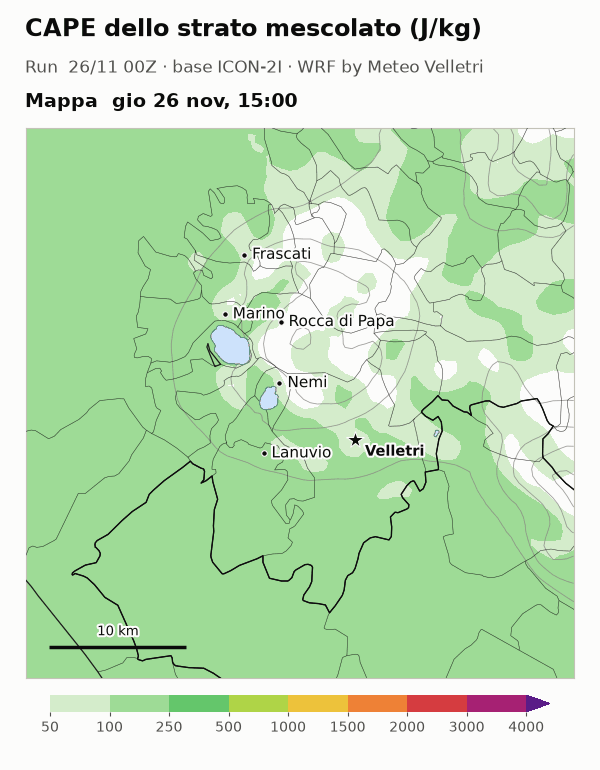 CAPE dello strato mescolato (J/kg)
Run  26/11 00Z · base ICON-2I · WRF by Meteo Velletri
Mappa  gio 26 nov, 15:00
Frascati
Marino
Rocca di Papa
Nemi
Velletri
Lanuvio
10 km
50 100 250 500 1000 1500 2000 3000 4000